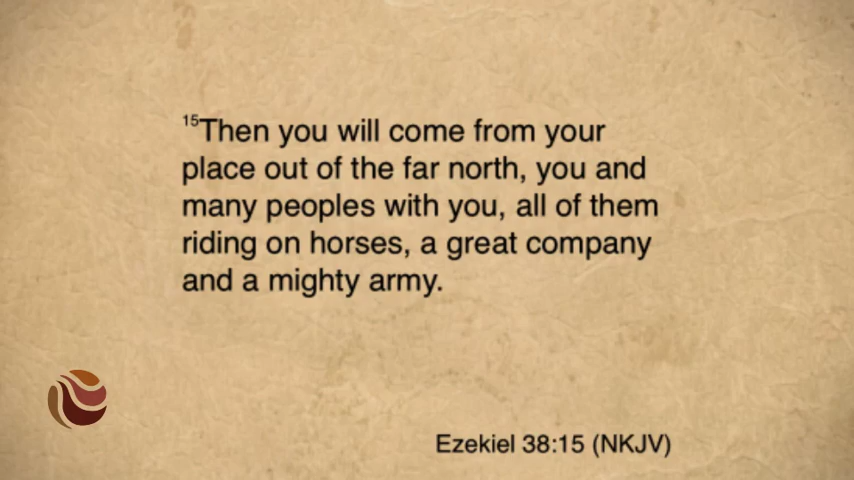 15Then you will come from your
place out of the far north, you and
many peoples with you, all of them
riding on horses, a great company
and a mighty army.
Ezekiel 38:15 (NKJV)